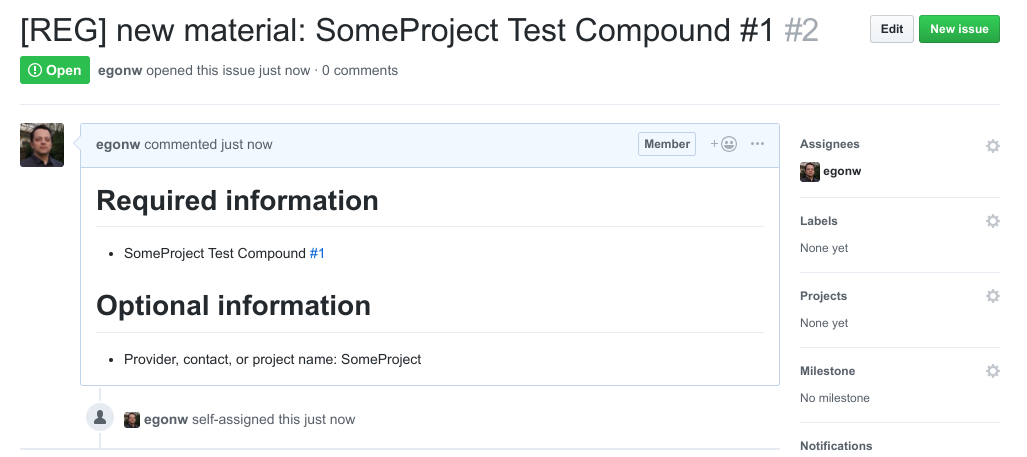 [REG] new material: SomeProject Test Compound #1 #2
Edit
New issue
Open
egonw opened this issue just now · 0 comments
egonw commented just now
Member
Required information
• SomeProject Test Compound #1
Optional information
• Provider, contact, or project name: SomeProject
egonw self-assigned this just now
Assignees
egonw
Labels
None yet
Projects
None yet
Milestone
No milestone
Notifications